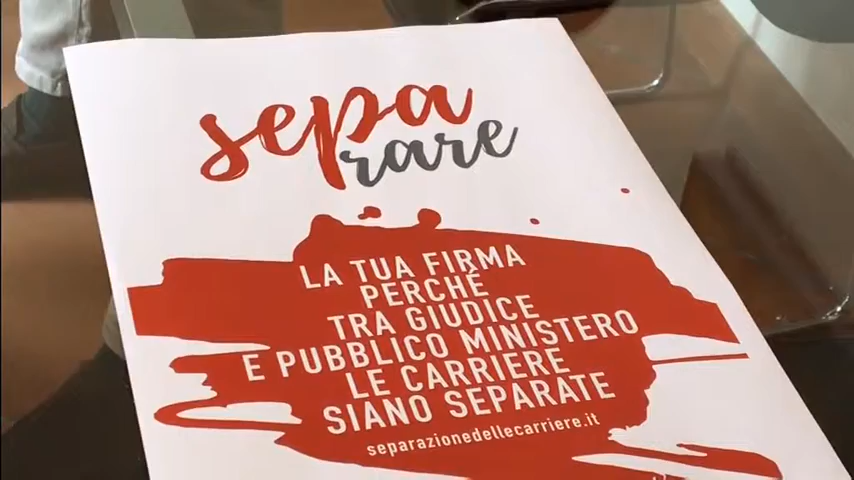 sepa
rare
LA TUA FIRMA
PERCHÉ
TRA GIUDICE
E PUBBLICO MINISTERO
LE CARRIERE
SIANO SEPARATE
separazionedellecarriere.it